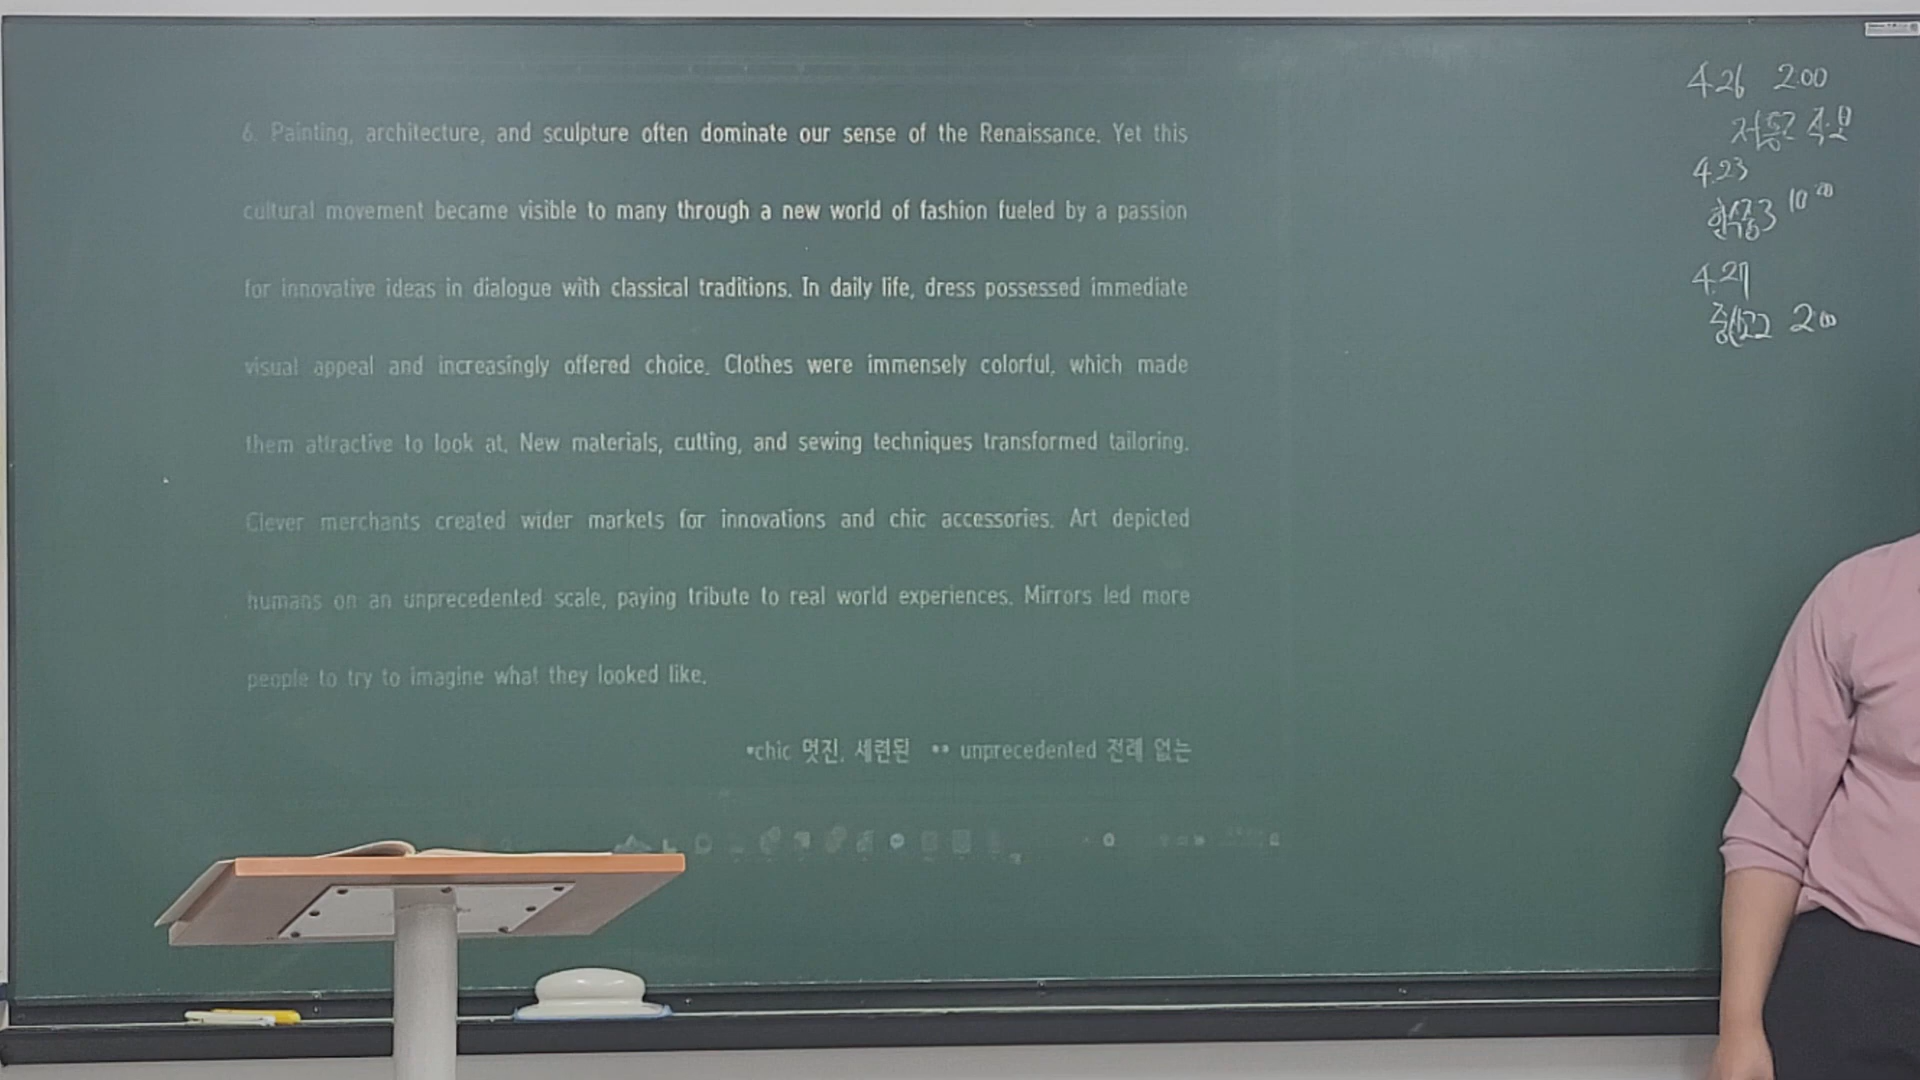 6. Painting, architecture, and sculpture often dominate our sense of the Renaissance. Yet this
cultural movement became visible to many through a new world of fashion fueled by a passion
for innovative ideas in dialogue with classical traditions. In daily life, dress possessed immediate
visual appeal and increasingly offered choice. Clothes were immensely colorful, which made
them attractive to look at. New materials, cutting, and sewing techniques transformed tailoring.
Clever merchants created wider markets for innovations and chic accessories. Art depicted
humans on an unprecedented scale, paying tribute to real world experiences. Mirrors led more
people to try to imagine what they looked like.
*chic 멋진, 세련된 ** unprecedented 전례 없는
4.26 2:00
4.23
10 20
4.27
2 00